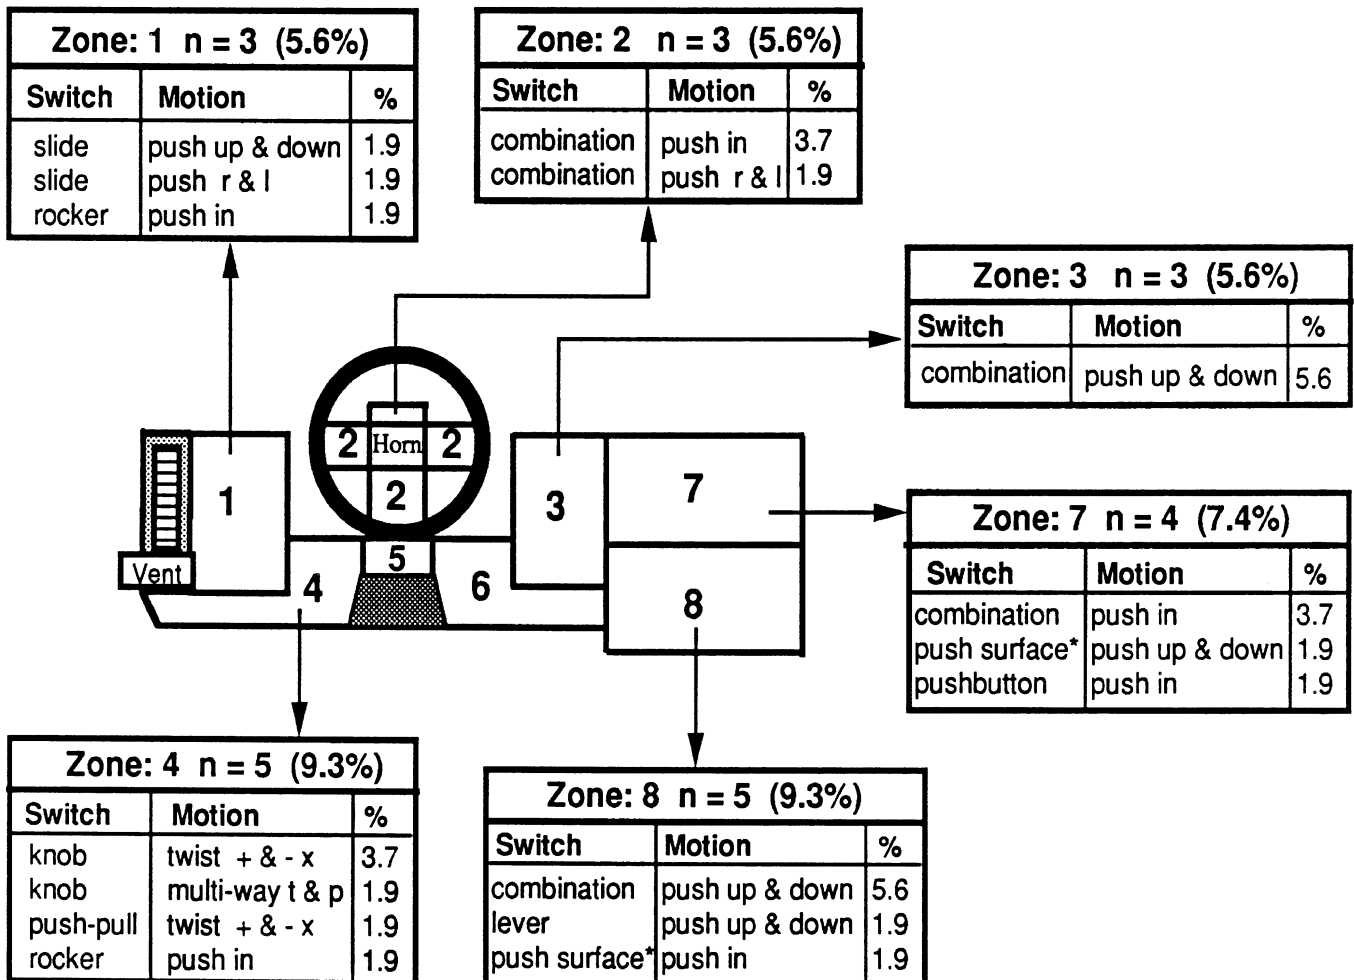 Zone: 1 n = 3 (5.6%)
Switch Motion %
slide push up & down 1.9
slide push r & l 1.9
rocker push in 1.9
Zone: 2 n = 3 (5.6%)
Switch Motion %
combination push in 3.7
combination push r & l 1.9
Zone: 3 n = 3 (5.6%)
Switch Motion %
combination push up & down 5.6
2 Horn 2
1
2
3
7
5
Vent
4
6
8
Zone: 7 n = 4 (7.4%)
Switch Motion %
combination push in 3.7
push surface* push up & down 1.9
pushbutton push in 1.9
Zone: 4 n = 5 (9.3%)
Switch Motion %
knob twist + & - x 3.7
knob multi-way t & p 1.9
push-pull twist + & - x 1.9
rocker push in 1.9
Zone: 8 n = 5 (9.3%)
Switch Motion %
combination push up & down 5.6
lever push up & down 1.9
push surface* push in 1.9